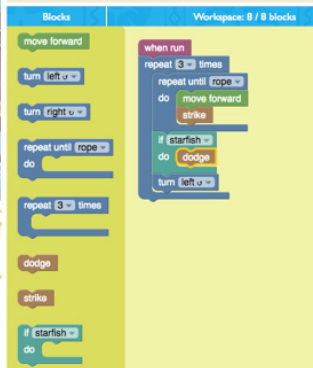 Blocks
Workspace: 8 / 8 blocks
move forward
turn left ↺
turn right ↻
repeat until rope
do
repeat 3 times
dodge
strike
if starfish
do
when run
repeat 3 times
repeat until rope
do move forward
strike
if starfish
do dodge
turn left ↺